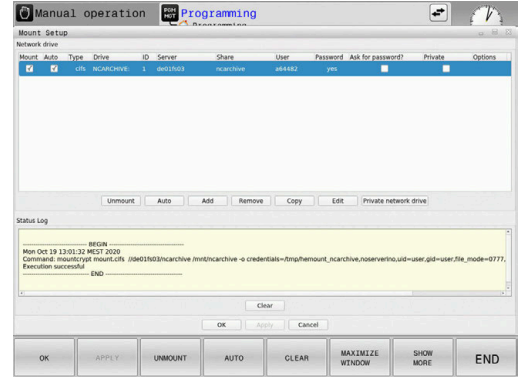 Manual operation
PGM
MGT
Programming
Programming
Mount Setup
Network drive
Mount Auto Type Drive ID Server Share User Password Ask for password? Private Options
cifs NCARCHIVE: 1 de01fs03 ncarchive a64482 yes
Unmount Auto Add Remove Copy Edit Private network drive
Status Log
------------------------ BEGIN ------------------------
Mon Oct 19 13:01:32 MEST 2020
Command: mountcrypt mount.cifs //de01fs03/ncarchive /mnt/ncarchive -o credentials=/tmp/hemount_ncarchive,noserverino,uid=user,gid=user,file_mode=0777,
Execution successful
------------------------ END ------------------------
Clear
OK Apply Cancel
OK APPLY UNMOUNT AUTO CLEAR MAXIMIZE WINDOW SHOW MORE END